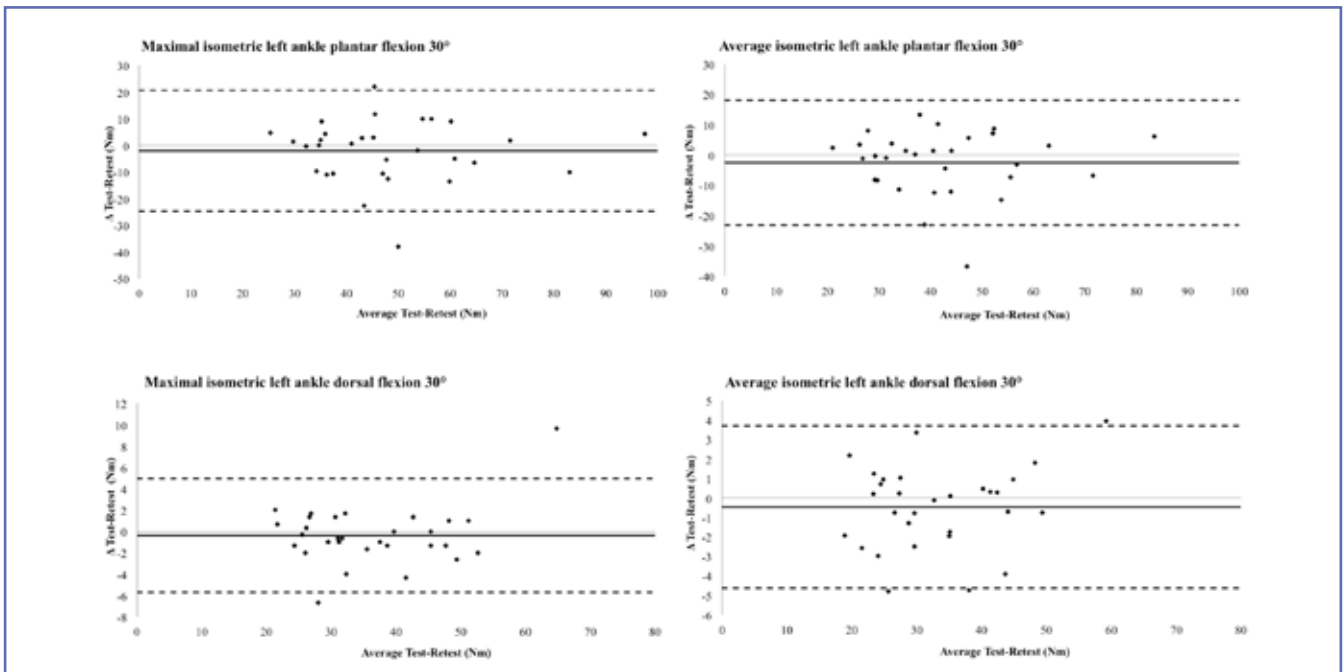 Maximal isometric left ankle plantar flexion 30°
30
20
10
0
-10
-20
-30
-40
-50
Δ Test-Retest (Nm)
0 10 20 30 40 50 60 70 80 90 100
Average Test-Retest (Nm)
Average isometric left ankle plantar flexion 30°
30
20
10
0
-10
-20
-30
-40
Δ Test-Retest (Nm)
0 10 20 30 40 50 60 70 80 90 100
Average Test-Retest (Nm)
Maximal isometric left ankle dorsal flexion 30°
12
10
8
6
4
2
0
-2
-4
-6
-8
Δ Test-Retest (Nm)
0 10 20 30 40 50 60 70 80
Average Test-Retest (Nm)
Average isometric left ankle dorsal flexion 30°
5
4
3
2
1
0
-1
-2
-3
-4
-5
-6
Δ Test-Retest (Nm)
0 10 20 30 40 50 60 70 80
Average Test-Retest (Nm)